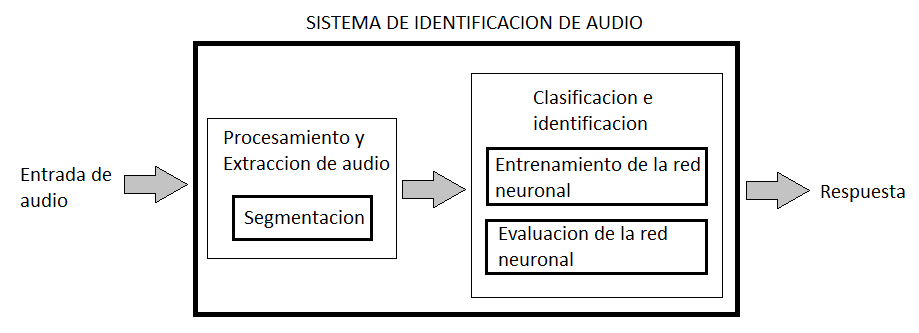 SISTEMA DE IDENTIFICACION DE AUDIO
Entrada de
audio
Procesamiento y
Extraccion de audio
Segmentacion
Clasificacion e
identificacion
Entrenamiento de la red
neuronal
Evaluacion de la red
neuronal
Respuesta